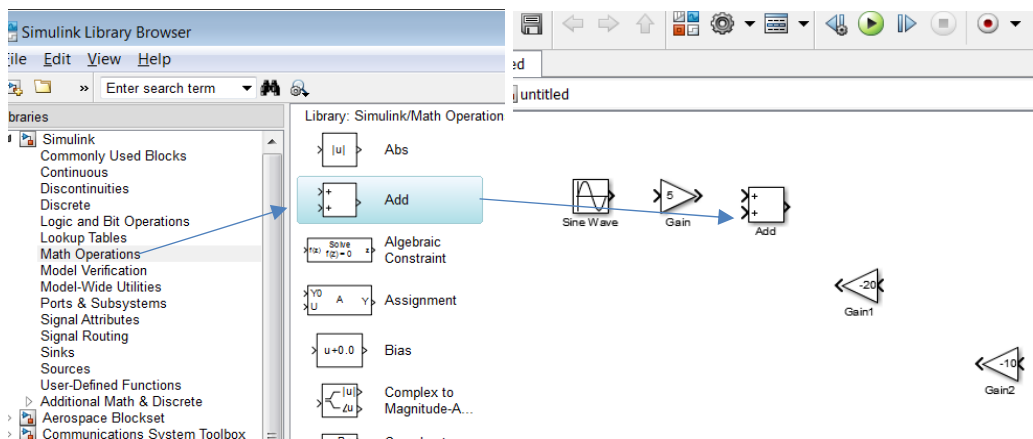 Simulink Library Browser
File Edit View Help
» Enter search term
braries
Simulink
Commonly Used Blocks
Continuous
Discontinuities
Discrete
Logic and Bit Operations
Lookup Tables
Math Operations
Model Verification
Model-Wide Utilities
Ports & Subsystems
Signal Attributes
Signal Routing
Sinks
Sources
User-Defined Functions
Additional Math & Discrete
Aerospace Blockset
Communications System Toolbox
Library: Simulink/Math Operation
|u| Abs
+
+
Add
Solve
f(z) f(z) = 0 z
Algebraic
Constraint
Y0
U A Y
Assignment
u+0.0 Bias
|u|
∠u
Complex to
Magnitude-A...
ed
untitled
Sine Wave
5
Gain
+
+
Add
-20
Gain1
-10
Gain2